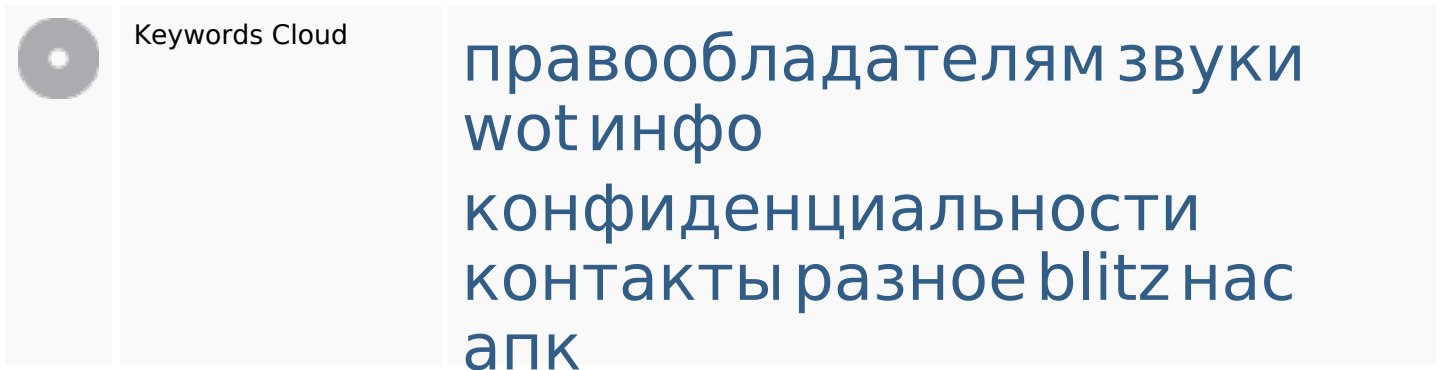 Keywords Cloud
правообладателям звуки
wot инфо
конфиденциальности
контакты разное blitz нас
апк